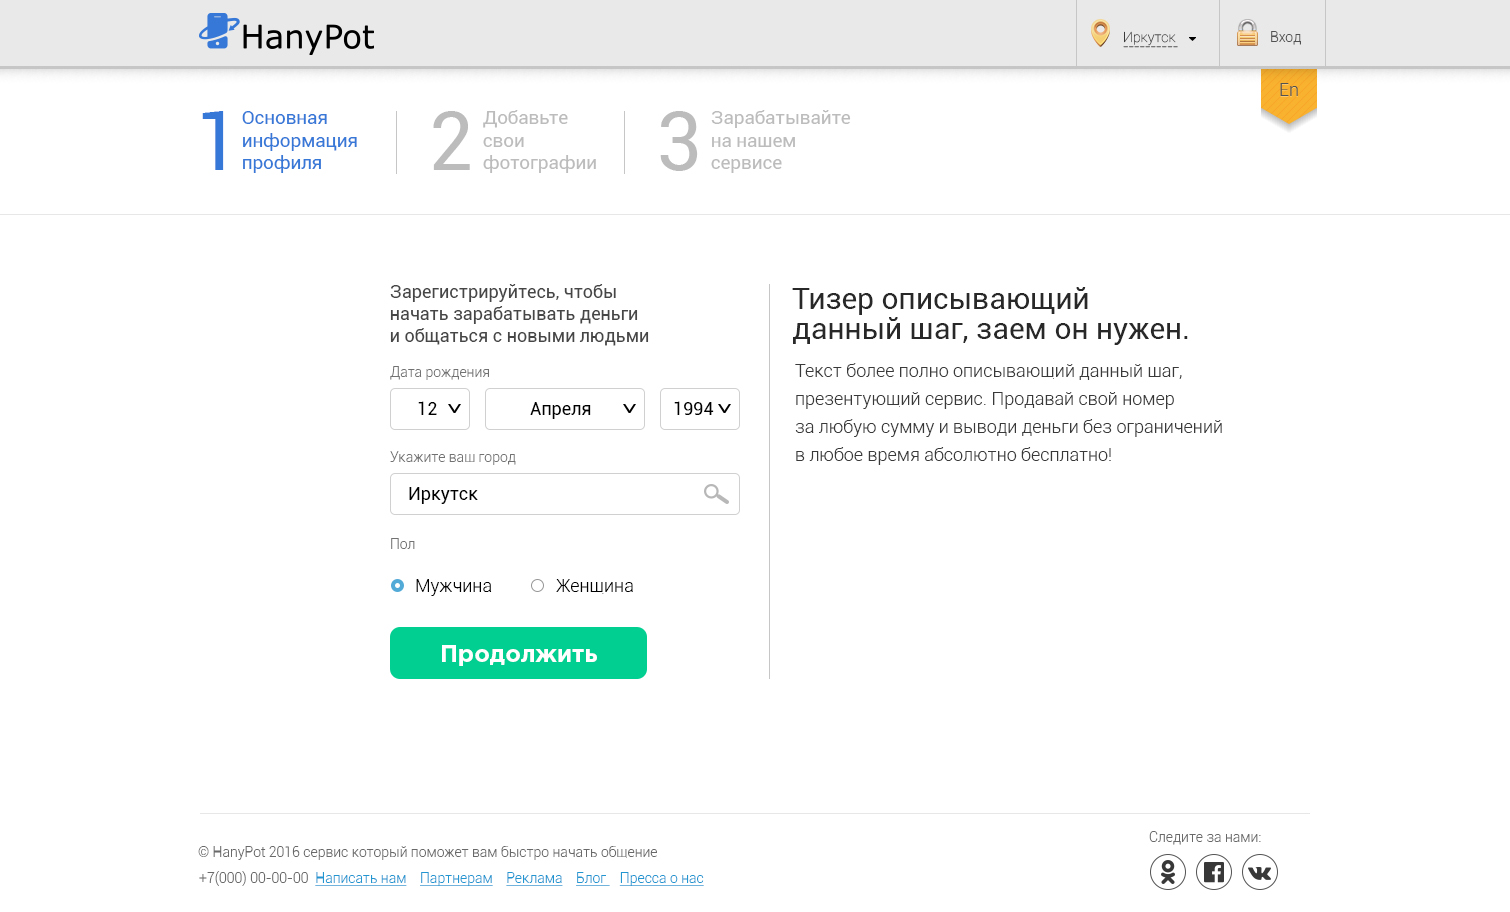 HanyPot
Иркутск
Вход
En
1
Основная
информация
профиля
2
Добавьте
свои
фотографии
3
Зарабатывайте
на нашем
сервисе
Зарегистрируйтесь, чтобы
начать зарабатывать деньги
и общаться с новыми людьми
Дата рождения
12
Апреля
1994
Укажите ваш город
Иркутск
Пол
Мужчина
Женщина
Продолжить
Тизер описывающий
данный шаг, заем он нужен.
Текст более полно описывающий данный шаг,
презентующий сервис. Продавай свой номер
за любую сумму и выводи деньги без ограничений
в любое время абсолютно бесплатно!
© HanyPot 2016 сервис который поможет вам быстро начать общение
+7(000) 00-00-00 Написать нам Партнерам Реклама Блог Пресса о нас
Следите за нами: